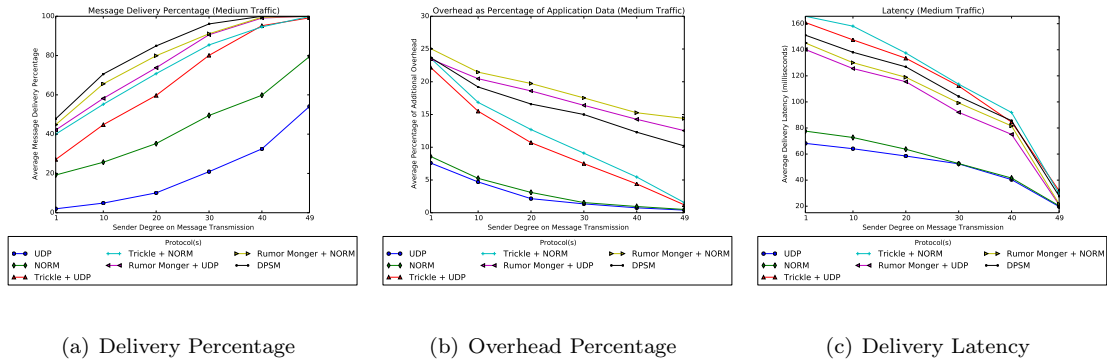 Message Delivery Percentage (Medium Traffic)
Average Message Delivery Percentage
100
80
60
40
20
0
1 10 20 30 40 49
Sender Degree on Message Transmission
Protocol(s)
UDP
NORM
Trickle + UDP
Trickle + NORM
Rumor Monger + UDP
Rumor Monger + NORM
DPSM
(a) Delivery Percentage
Overhead as Percentage of Application Data (Medium Traffic)
Average Percentage of Additional Overhead
30
25
20
15
10
5
0
1 10 20 30 40 49
Sender Degree on Message Transmission
Protocol(s)
UDP
NORM
Trickle + UDP
Trickle + NORM
Rumor Monger + UDP
Rumor Monger + NORM
DPSM
(b) Overhead Percentage
Latency (Medium Traffic)
Average Delivery Latency (milliseconds)
160
140
120
100
80
60
40
20
1 10 20 30 40 49
Sender Degree on Message Transmission
Protocol(s)
UDP
NORM
Trickle + UDP
Trickle + NORM
Rumor Monger + UDP
Rumor Monger + NORM
DPSM
(c) Delivery Latency